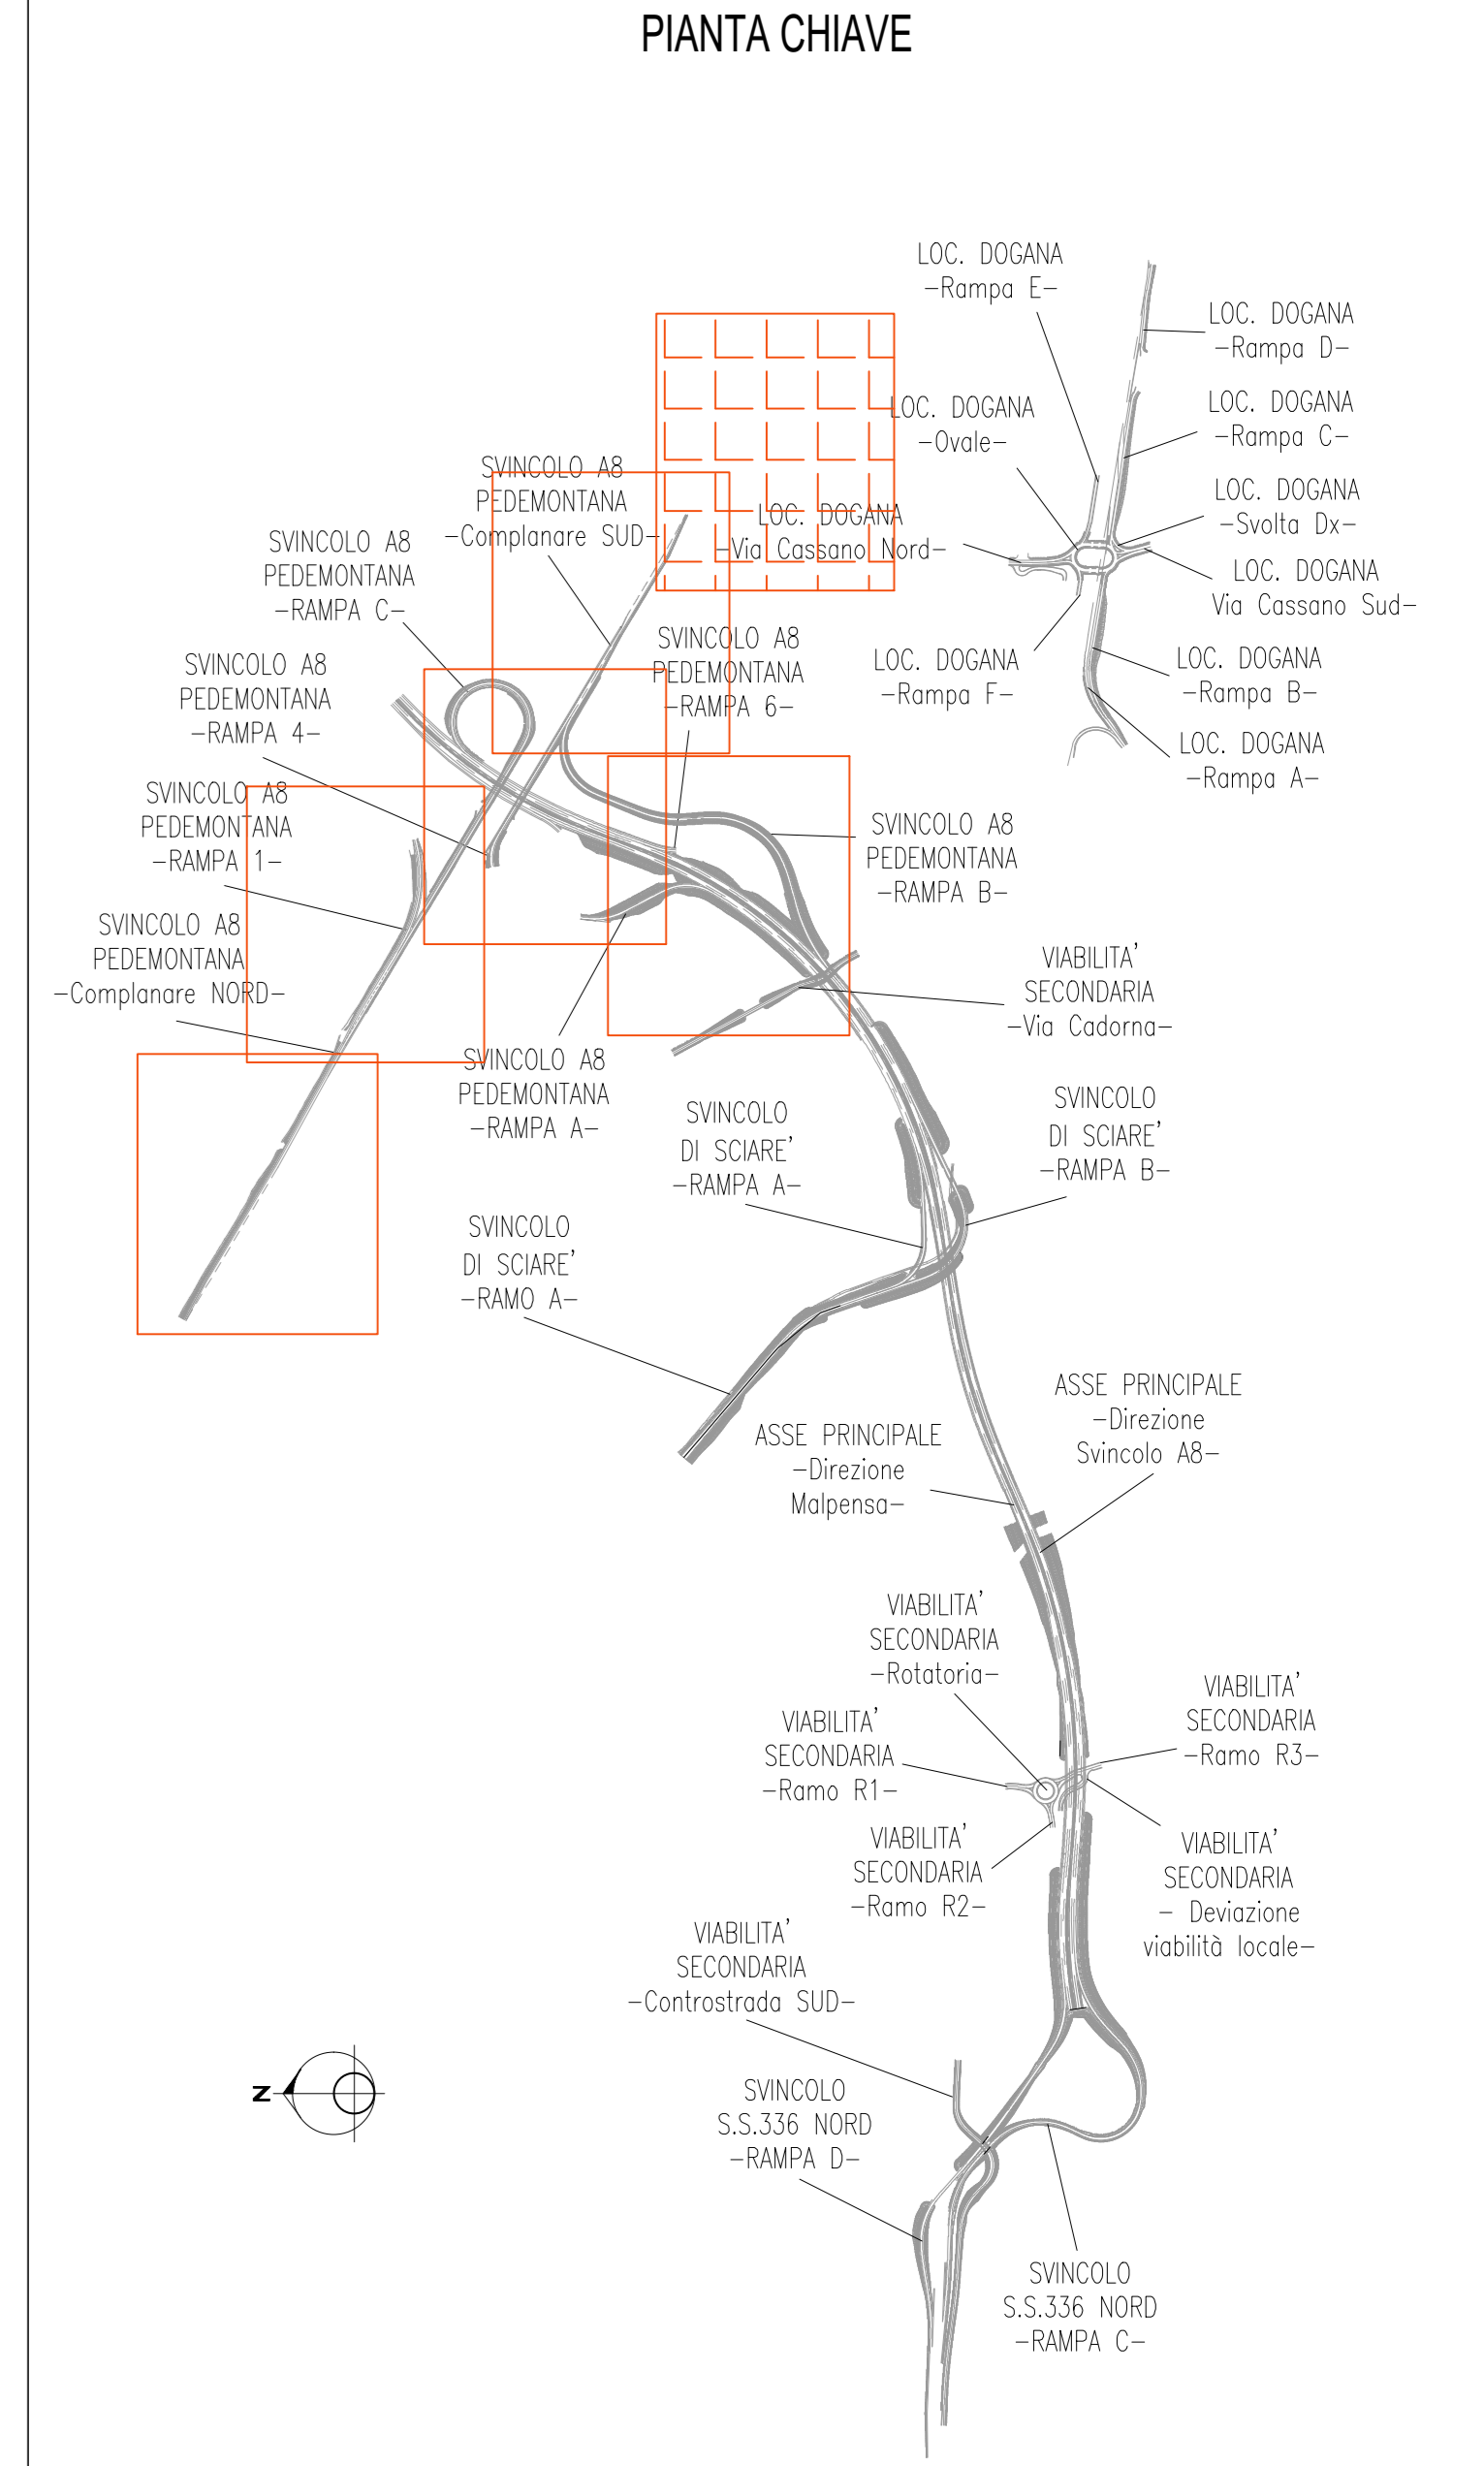 PIANTA CHIAVE
LOC. DOGANA
-Rampa E-
LOC. DOGANA
-Rampa D-
LOC. DOGANA
-Ovale-
LOC. DOGANA
-Rampa C-
SVINCOLO A8
PEDEMONTANA
-Complanare SUD-
LOC. DOGANA
-Svolta Dx-
LOC. DOGANA
-Via Cassano Nord-
SVINCOLO A8
PEDEMONTANA
-RAMPA C-
LOC. DOGANA
Via Cassano Sud-
SVINCOLO A8
PEDEMONTANA
-RAMPA 6-
LOC. DOGANA
-Rampa F-
LOC. DOGANA
-Rampa B-
SVINCOLO A8
PEDEMONTANA
-RAMPA 4-
LOC. DOGANA
-Rampa A-
SVINCOLO A8
PEDEMONTANA
-RAMPA 1-
SVINCOLO A8
PEDEMONTANA
-RAMPA B-
SVINCOLO A8
PEDEMONTANA
-Complanare NORD-
VIABILITA'
SECONDARIA
-Via Cadorna-
SVINCOLO A8
PEDEMONTANA
-RAMPA A-
SVINCOLO
DI SCIARE'
-RAMPA A-
SVINCOLO
DI SCIARE'
-RAMPA B-
SVINCOLO
DI SCIARE'
-RAMO A-
ASSE PRINCIPALE
-Direzione
Svincolo A8-
ASSE PRINCIPALE
-Direzione
Malpensa-
VIABILITA'
SECONDARIA
-Rotatoria-
VIABILITA'
SECONDARIA
-Ramo R3-
VIABILITA'
SECONDARIA
-Ramo R1-
VIABILITA'
SECONDARIA
-Ramo R2-
VIABILITA'
SECONDARIA
- Deviazione
viabilità locale-
VIABILITA'
SECONDARIA
-Controstrada SUD-
N
SVINCOLO
S.S.336 NORD
-RAMPA D-
SVINCOLO
S.S.336 NORD
-RAMPA C-